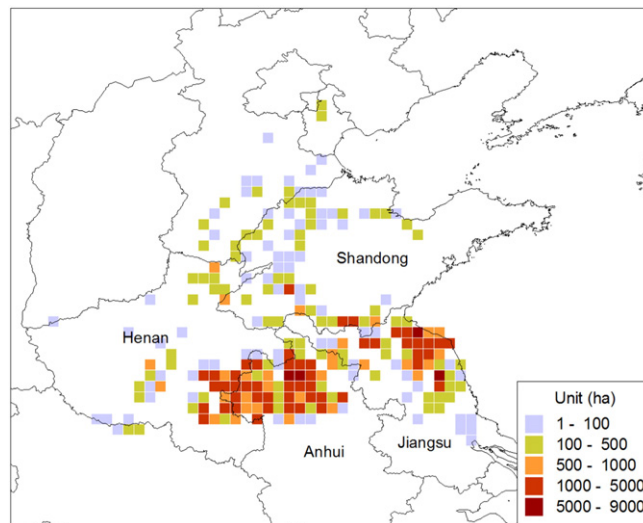 Shandong
Henan
Anhui
Jiangsu
Unit (ha)
1 - 100
100 - 500
500 - 1000
1000 - 5000
5000 - 9000